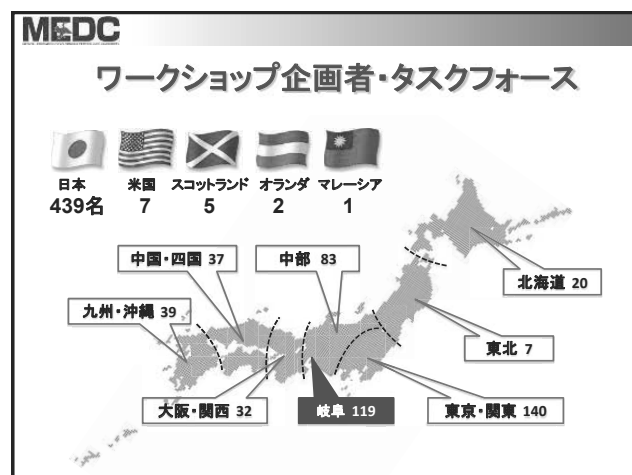 MEDC
ワークショップ企画者・タスクフォース
日本 米国 スコットランド オランダ マレーシア
439名 7 5 2 1
中国・四国 37
中部 83
北海道 20
九州・沖縄 39
東北 7
大阪・関西 32
岐阜 119
東京・関東 140